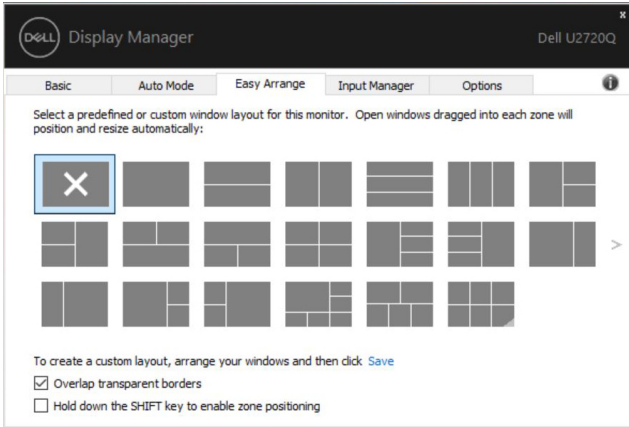 x
DELL Display Manager
Dell U2720Q
Basic Auto Mode Easy Arrange Input Manager Options
Select a predefined or custom window layout for this monitor. Open windows dragged into each zone will
position and resize automatically:
To create a custom layout, arrange your windows and then click Save
Overlap transparent borders
Hold down the SHIFT key to enable zone positioning